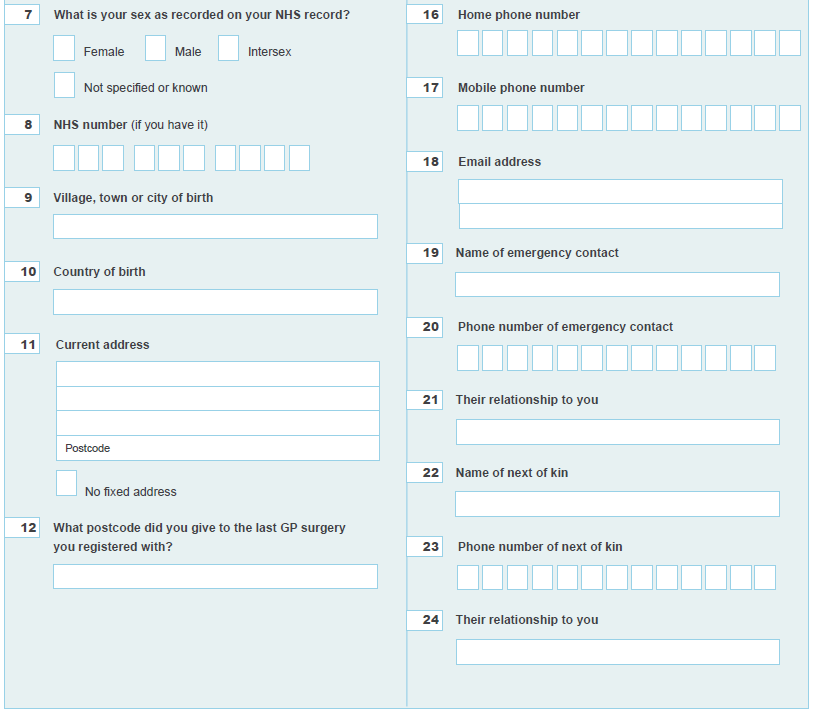 7 What is your sex as recorded on your NHS record?
Female Male Intersex
Not specified or known
8 NHS number (if you have it)
9 Village, town or city of birth
10 Country of birth
11 Current address
Postcode
No fixed address
12 What postcode did you give to the last GP surgery
you registered with?
16 Home phone number
17 Mobile phone number
18 Email address
19 Name of emergency contact
20 Phone number of emergency contact
21 Their relationship to you
22 Name of next of kin
23 Phone number of next of kin
24 Their relationship to you